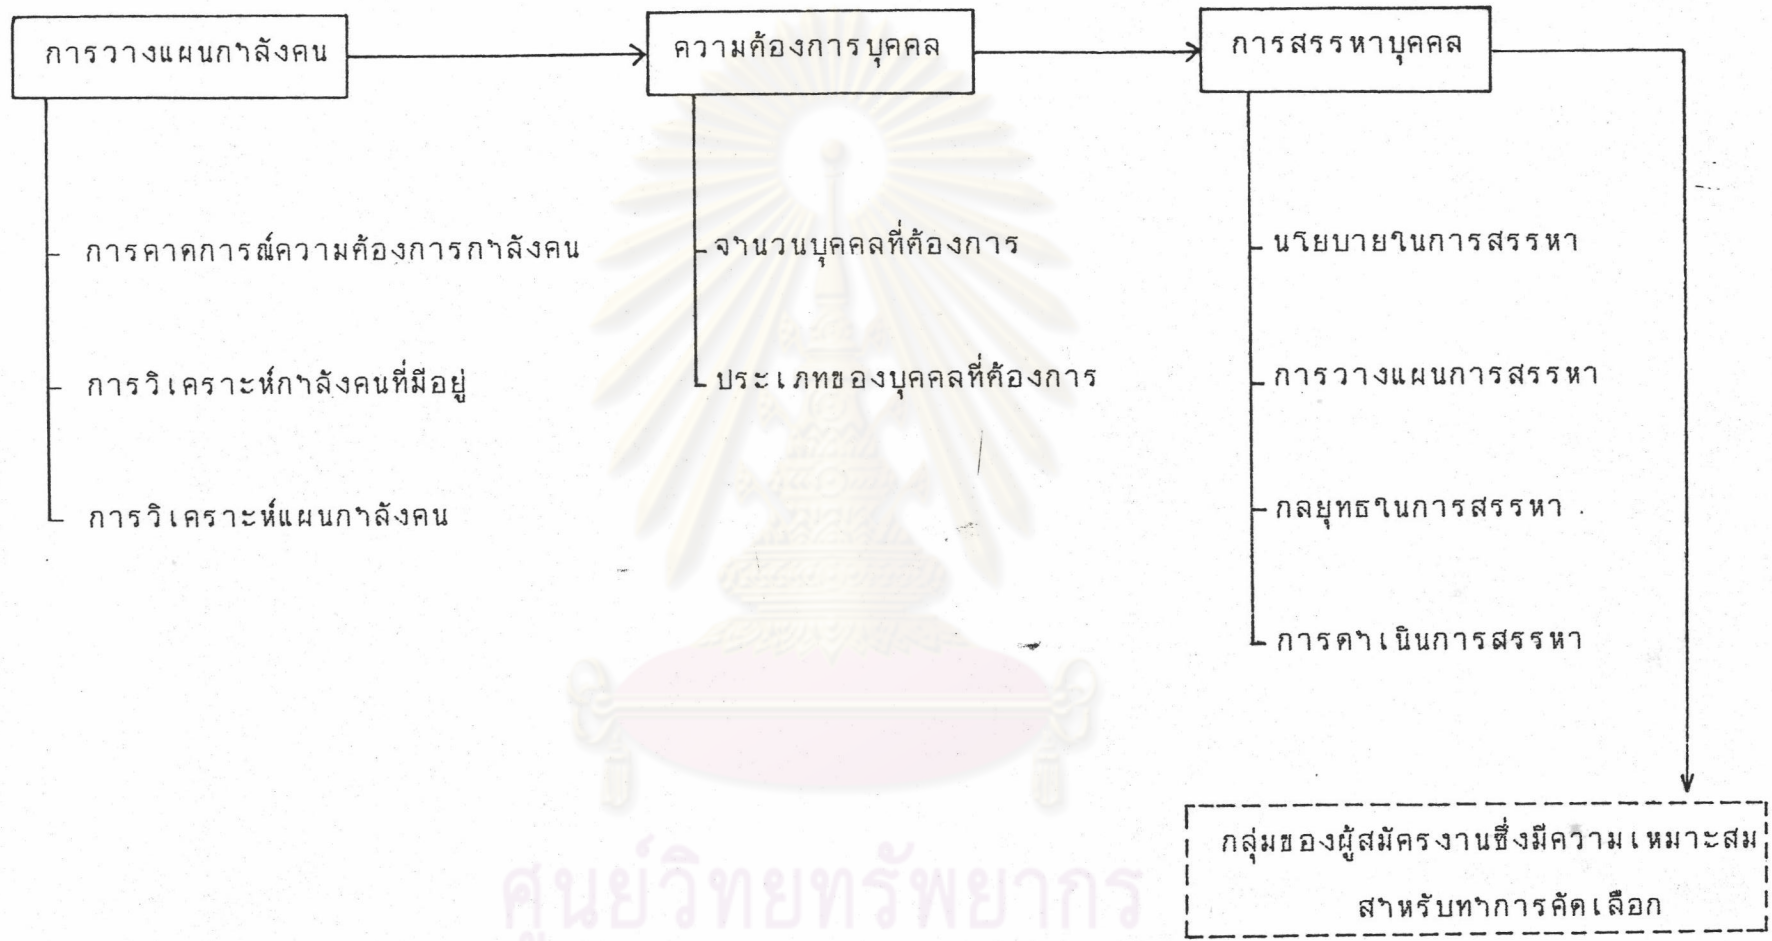 การวางแผนกำลังคน
ความต้องการบุคคล
การสรรหาบุคคล
การคาดการณ์ความต้องการกำลังคน
การวิเคราะห์กำลังคนที่มีอยู่
การวิเคราะห์แผนกำลังคน
จำนวนบุคคลที่ต้องการ
ประเภทของบุคคลที่ต้องการ
นโยบายในการสรรหา
การวางแผนการสรรหา
กลยุทธในการสรรหา
การดำเนินการสรรหา
กลุ่มของผู้สมัครงานซึ่งมีความเหมาะสม
สำหรับทำการคัดเลือก
ศูนย์วิทยทรัพยากร